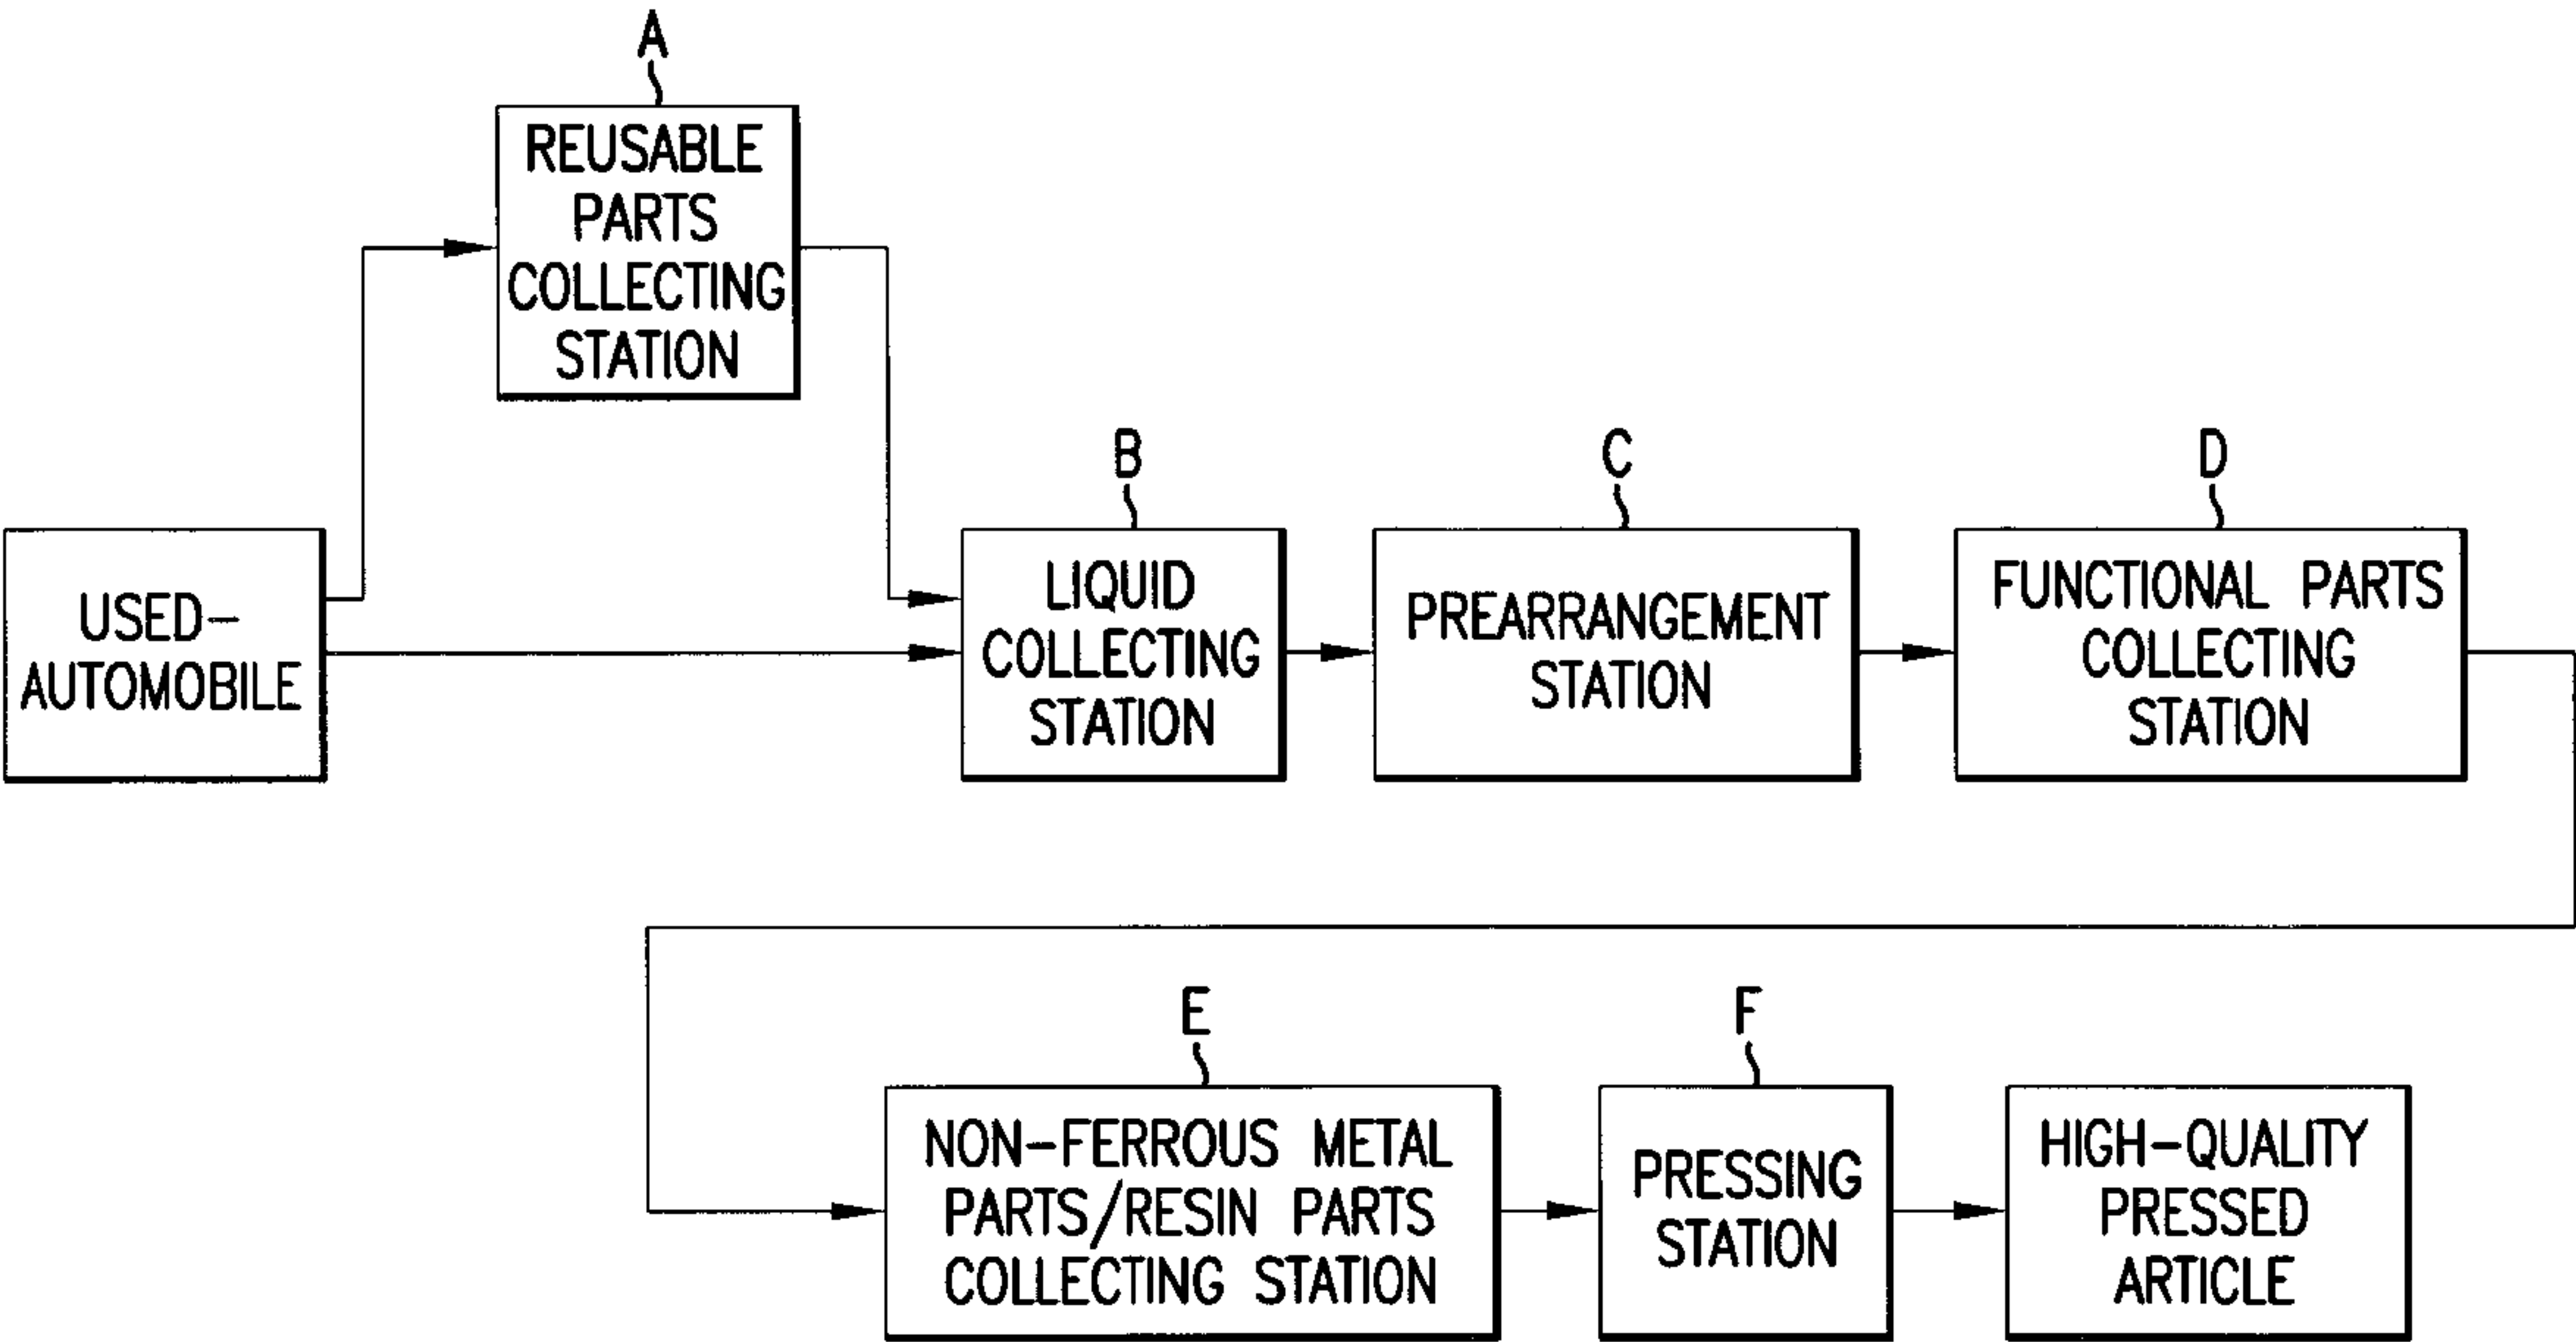 A
REUSABLE
PARTS
COLLECTING
STATION
USED-
AUTOMOBILE
B
LIQUID
COLLECTING
STATION
C
PREARRANGEMENT
STATION
D
FUNCTIONAL PARTS
COLLECTING
STATION
E
NON-FERROUS METAL
PARTS/RESIN PARTS
COLLECTING STATION
F
PRESSING
STATION
HIGH-QUALITY
PRESSED
ARTICLE